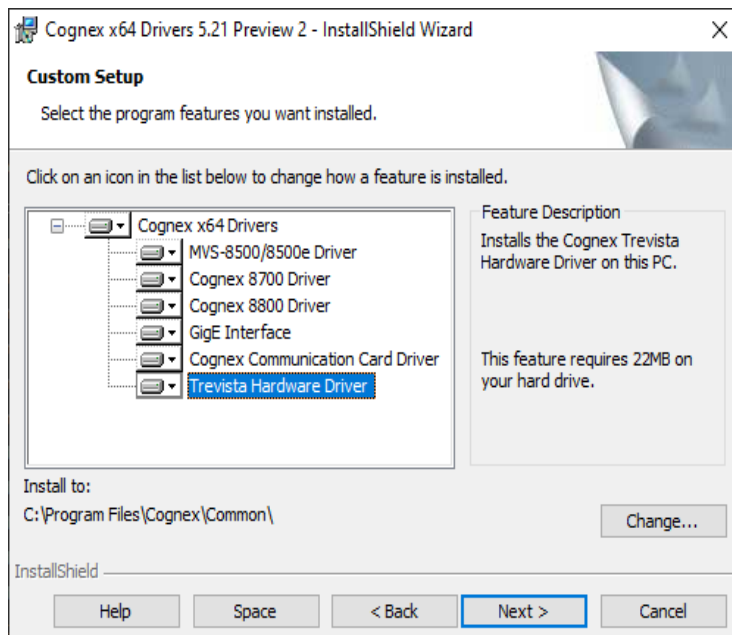 Cognex x64 Drivers 5.21 Preview 2 - InstallShield Wizard
Custom Setup
Select the program features you want installed.
Click on an icon in the list below to change how a feature is installed.
Cognex x64 Drivers
MVS-8500/8500e Driver
Cognex 8700 Driver
Cognex 8800 Driver
GigE Interface
Cognex Communication Card Driver
Trevista Hardware Driver
Feature Description
Installs the Cognex Trevista
Hardware Driver on this PC.
This feature requires 22MB on
your hard drive.
Install to:
C:\Program Files\Cognex\Common\
Change...
InstallShield
Help
Space
< Back
Next >
Cancel